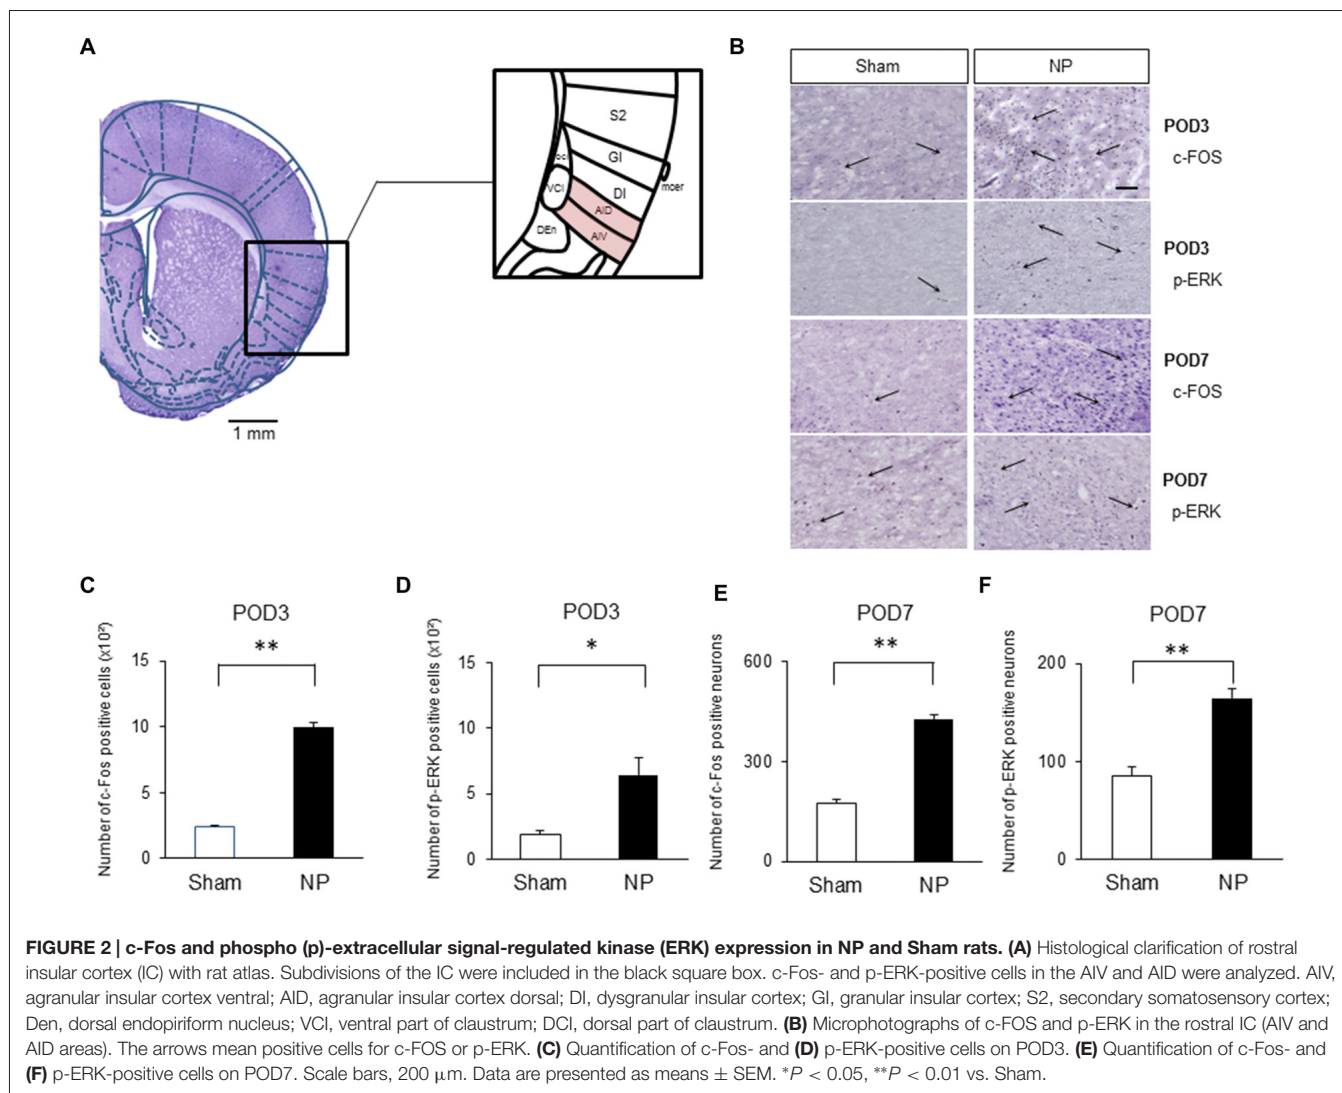 A
B
Sham
NP
S2
GI
DCl
VCl
DI
mcer
AID
AIV
DEn
1 mm
POD3
c-FOS
POD3
p-ERK
POD7
c-FOS
POD7
p-ERK
C
POD3
**
Number of c-Fos positive cells (x10²)
15
10
5
0
Sham
NP
D
POD3
*
Number of p-ERK positive cells (x10²)
15
10
5
0
Sham
NP
E
POD7
**
Number of c-Fos positive neurons
600
300
0
Sham
NP
F
POD7
**
Number of p-ERK positive neurons
200
100
0
Sham
NP
FIGURE 2 | c-Fos and phospho (p)-extracellular signal-regulated kinase (ERK) expression in NP and Sham rats. (A) Histological clarification of rostral
insular cortex (IC) with rat atlas. Subdivisions of the IC were included in the black square box. c-Fos- and p-ERK-positive cells in the AIV and AID were analyzed. AIV,
agranular insular cortex ventral; AID, agranular insular cortex dorsal; DI, dysgranular insular cortex; GI, granular insular cortex; S2, secondary somatosensory cortex;
Den, dorsal endopiriform nucleus; VCI, ventral part of claustrum; DCI, dorsal part of claustrum. (B) Microphotographs of c-FOS and p-ERK in the rostral IC (AIV and
AID areas). The arrows mean positive cells for c-FOS or p-ERK. (C) Quantification of c-Fos- and (D) p-ERK-positive cells on POD3. (E) Quantification of c-Fos- and
(F) p-ERK-positive cells on POD7. Scale bars, 200 μm. Data are presented as means ± SEM. *P < 0.05, **P < 0.01 vs. Sham.